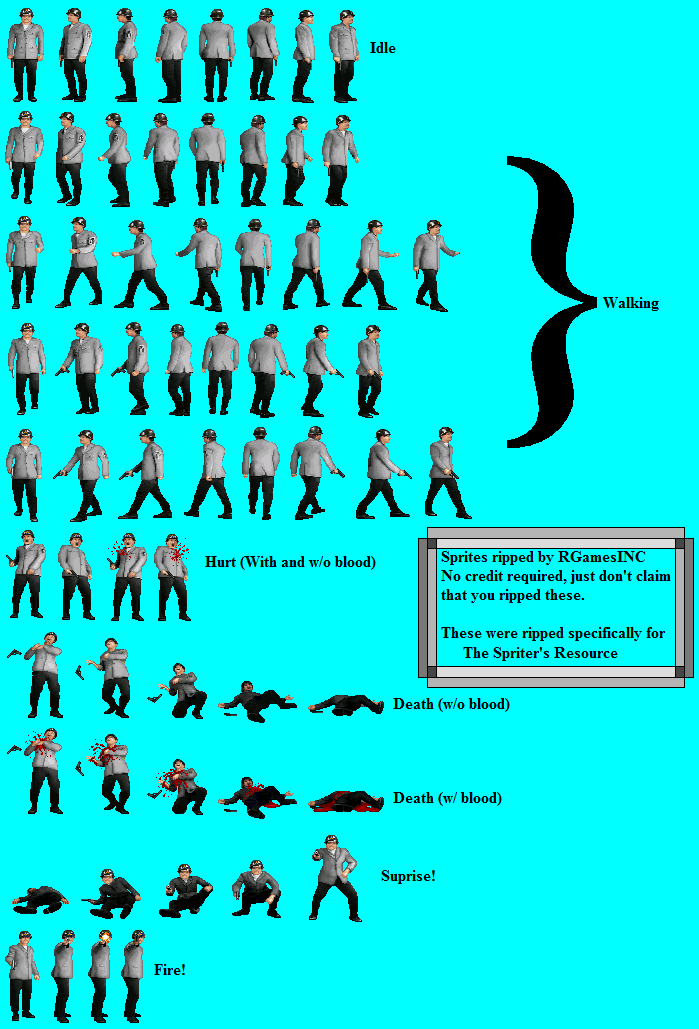 Idle
Walking
Hurt (With and w/o blood)
Sprites ripped by RGamesINC
No credit required, just don't claim
that you ripped these.
These were ripped specifically for
The Spriter's Resource
Death (w/o blood)
Death (w/ blood)
Suprise!
Fire!